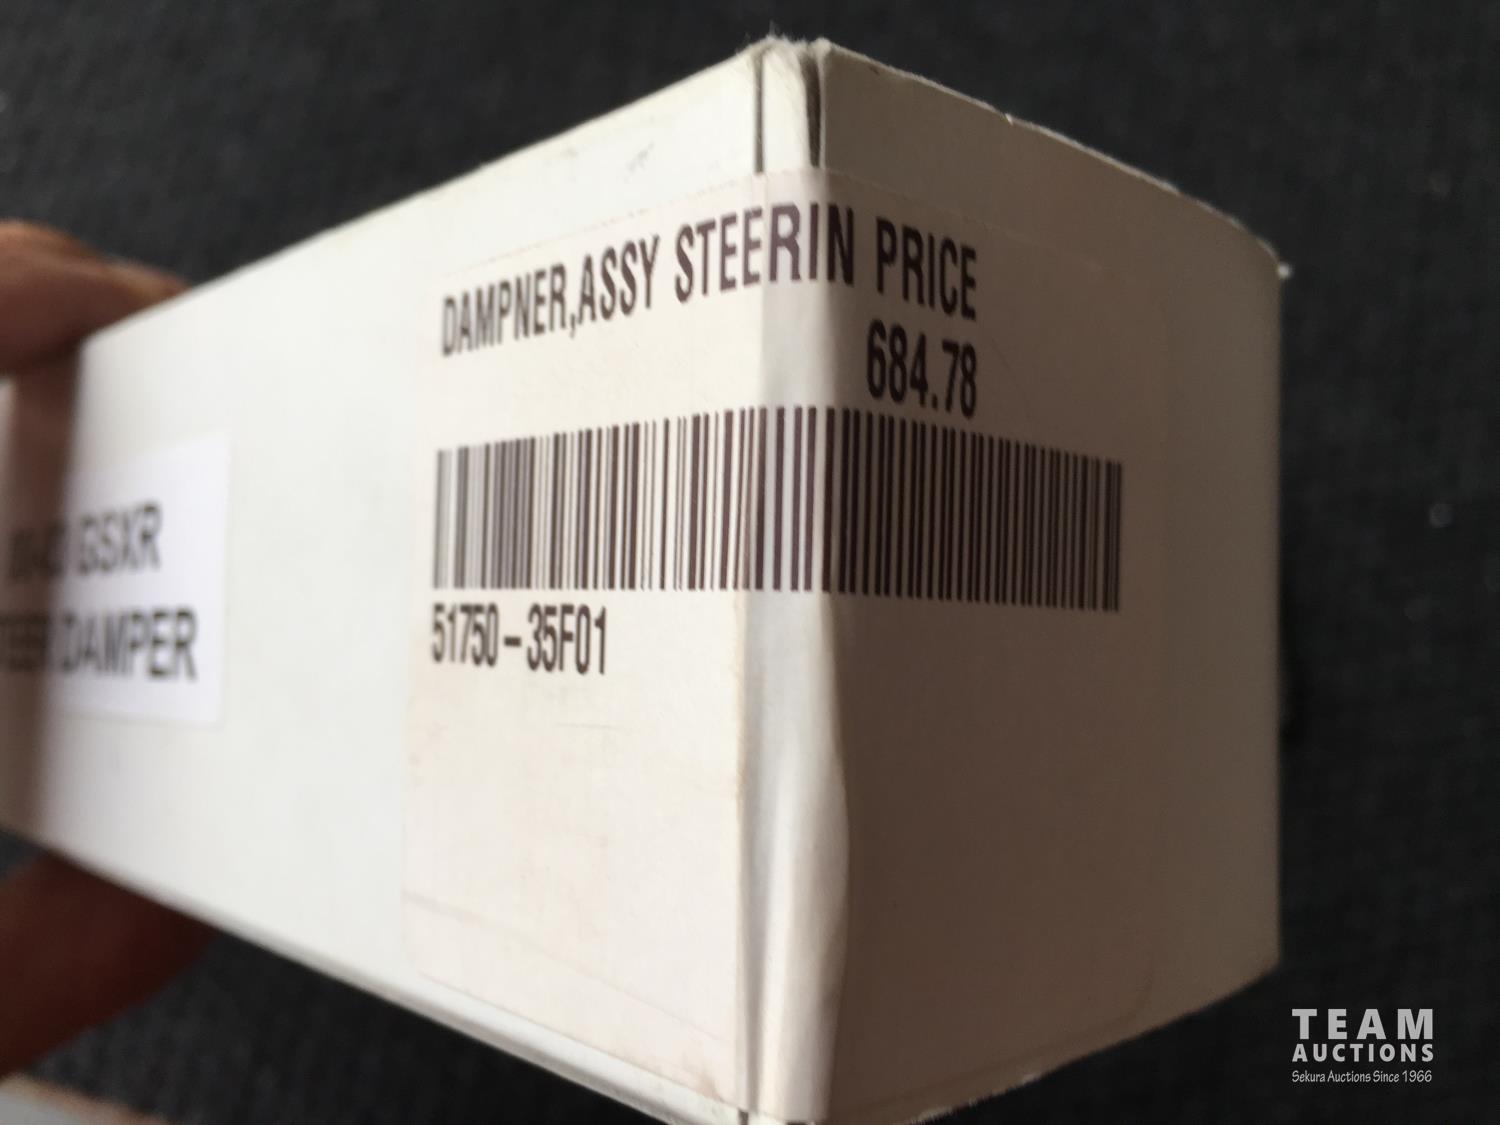 DAMPNER,ASSY STEERIN PRICE
684.78
51750-35F01
GSXR
DAMPER
TEAM
AUCTIONS
Sekura Auctions Since 1966